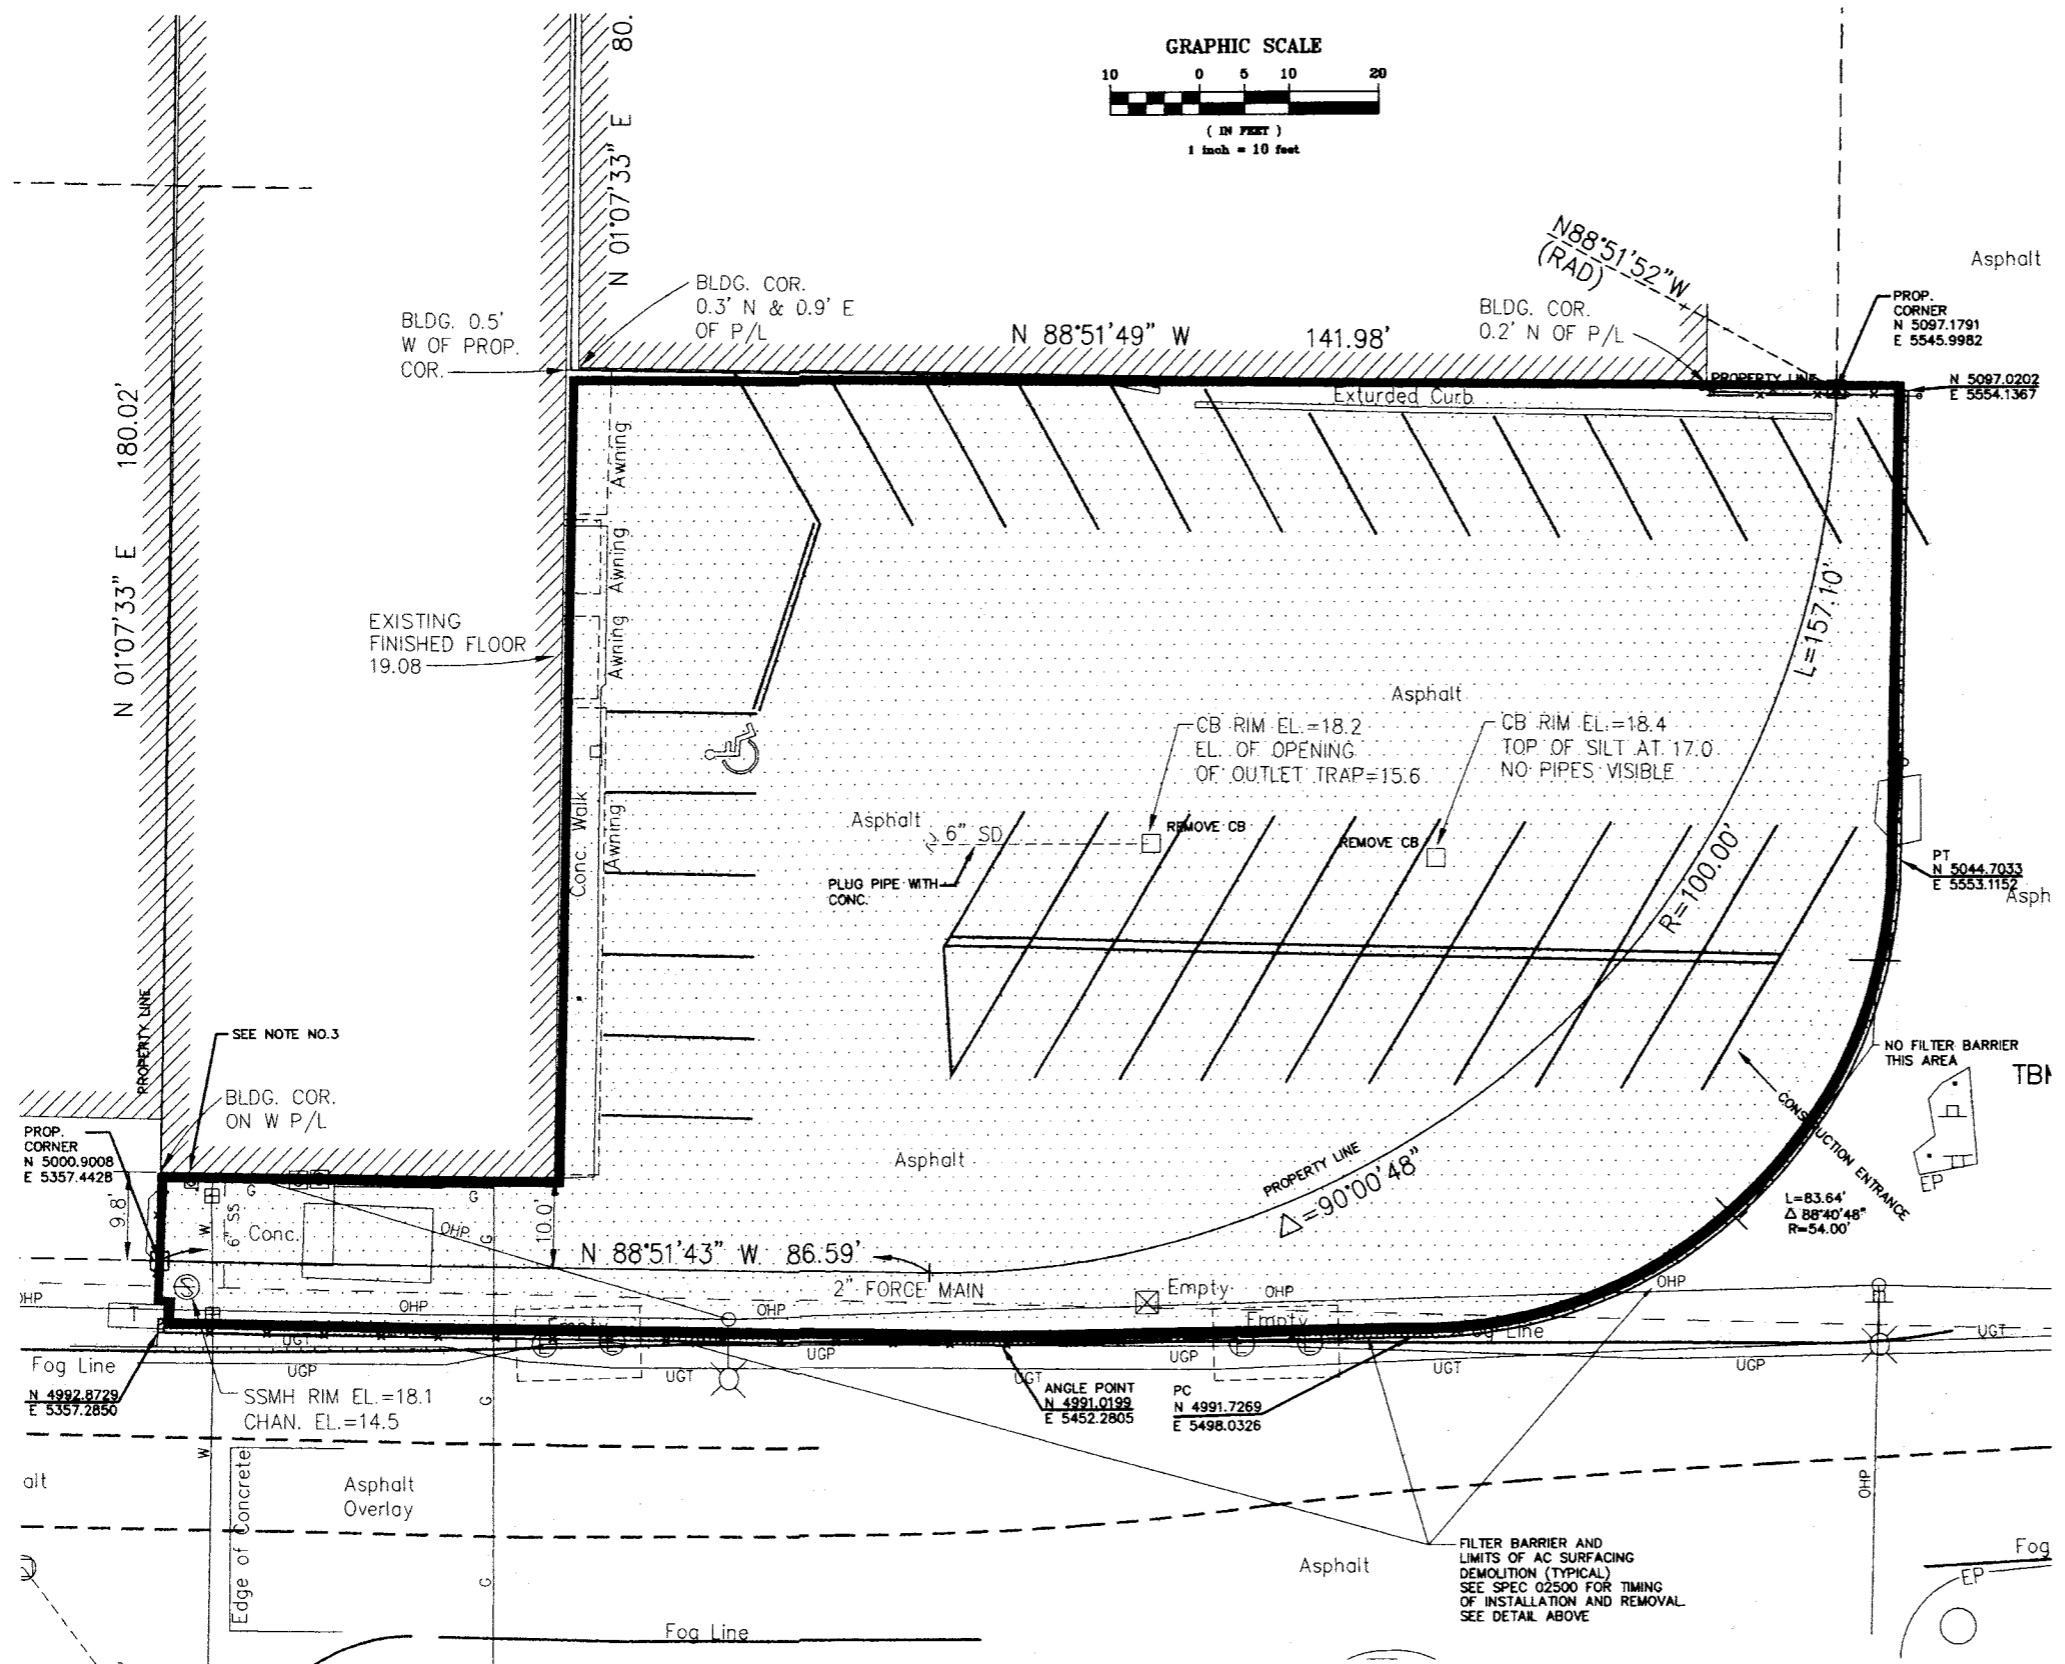 GRAPHIC SCALE
10 0 5 10 20
( IN FEET )
1 inch = 10 feet
80.
N 01°07'33" E
N88°51'52"W
(RAD)
Asphalt
PROP.
CORNER
N 5097.1791
E 5545.9982
BLDG. COR.
0.3' N & 0.9' E
OF P/L
BLDG. 0.5'
W OF PROP.
COR.
N 88°51'49" W 141.98'
BLDG. COR.
0.2' N OF P/L
PROPERTY LINE
N 5097.0202
E 5554.1367
Exturded Curb
N 01°07'33" E 180.02'
Awning
Awning
Awning
Awning
EXISTING
FINISHED FLOOR
19.08
L=157.10'
Asphalt
CB RIM EL.=18.2
EL. OF OPENING
OF OUTLET TRAP=15.6
CB RIM EL.=18.4
TOP OF SILT AT 17.0
NO PIPES VISIBLE
Conc. Walk
Asphalt
6" SD
REMOVE CB
REMOVE CB
PLUG PIPE WITH
CONC.
R=100.00'
PT
N 5044.7033
E 5553.1152
Asph
PROPERTY LINE
SEE NOTE NO.3
BLDG. COR.
ON W P/L
NO FILTER BARRIER
THIS AREA
TBM
CONSTRUCTION ENTRANCE
PROP.
CORNER
N 5000.9008
E 5357.4428
Asphalt
PROPERTY LINE
Δ=90°00'48"
EP
L=83.64'
Δ 88°40'48"
R=54.00'
9.8'
W
6" SS
G
G
Conc.
OHP
G
10.0'
N 88°51'43" W 86.59'
2" FORCE MAIN
Empty
OHP
OHP
OHP
OHP
OHP
T
Empty
Empty
Fog Line
UGT
UGT
Fog Line
UGP
UGP
UGT
UGT
UGP
UGT
UGP
N 4992.8729
E 5357.2850
SSMH RIM EL.=18.1
CHAN. EL.=14.5
G
ANGLE POINT
N 4991.0199
E 5452.2805
PC
N 4991.7269
E 5498.0326
W
alt
Edge of Concrete
Asphalt
Overlay
OHP
G
FILTER BARRIER AND
LIMITS OF AC SURFACING
DEMOLITION (TYPICAL)
SEE SPEC 02500 FOR TIMING
OF INSTALLATION AND REMOVAL
SEE DETAIL ABOVE
Asphalt
Fog
EP
Fog Line